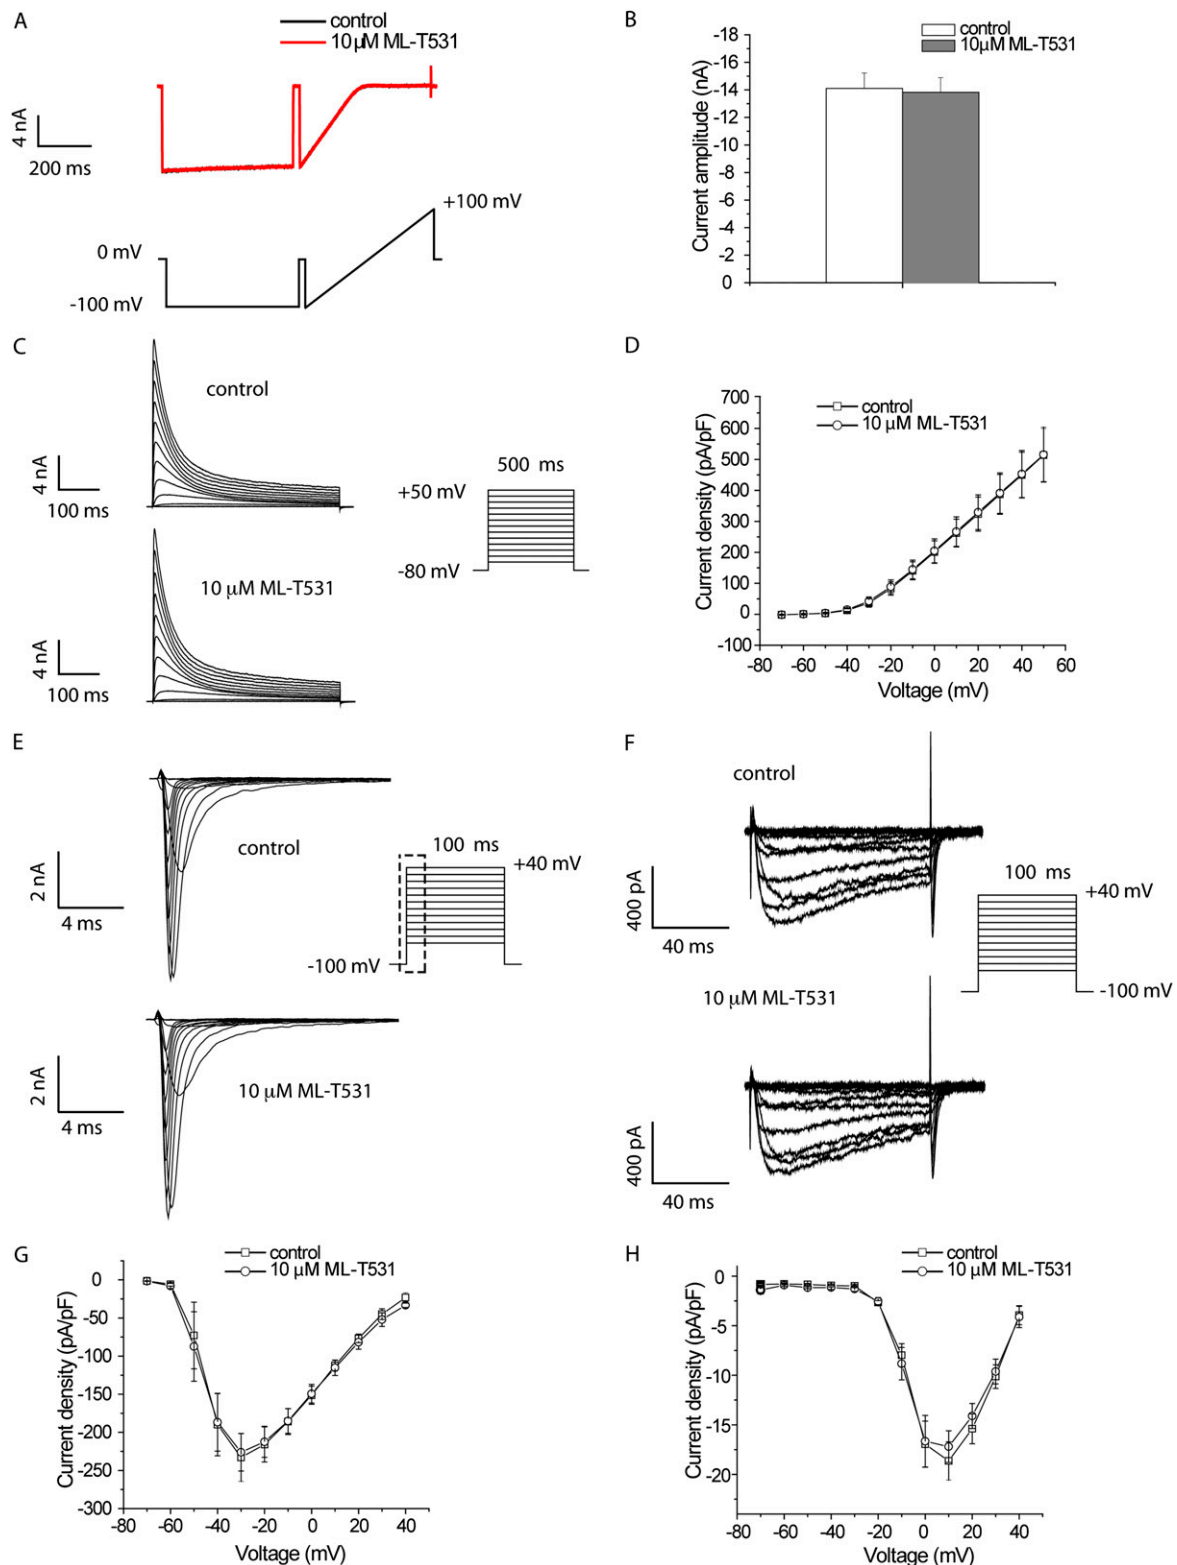 A
control
10 µM ML-T531
4 nA
200 ms
+100 mV
0 mV
-100 mV
B
control
10µM ML-T531
Current amplitude (nA)
-18
-16
-14
-12
-10
-8
-6
-4
-2
0
C
control
4 nA
100 ms
10 µM ML-T531
4 nA
100 ms
500 ms
+50 mV
-80 mV
D
control
10 µM ML-T531
Current density (pA/pF)
700
600
500
400
300
200
100
0
-100
-80 -60 -40 -20 0 20 40 60
Voltage (mV)
E
control
2 nA
4 ms
100 ms
+40 mV
-100 mV
10 µM ML-T531
2 nA
4 ms
F
control
400 pA
40 ms
100 ms
+40 mV
-100 mV
10 µM ML-T531
400 pA
40 ms
G
control
10 µM ML-T531
Current density (pA/pF)
0
-50
-100
-150
-200
-250
-300
-80 -60 -40 -20 0 20 40
Voltage (mV)
H
control
10 µM ML-T531
Current density (pA/pF)
0
-5
-10
-15
-20
-80 -60 -40 -20 0 20 40
Voltage (mV)